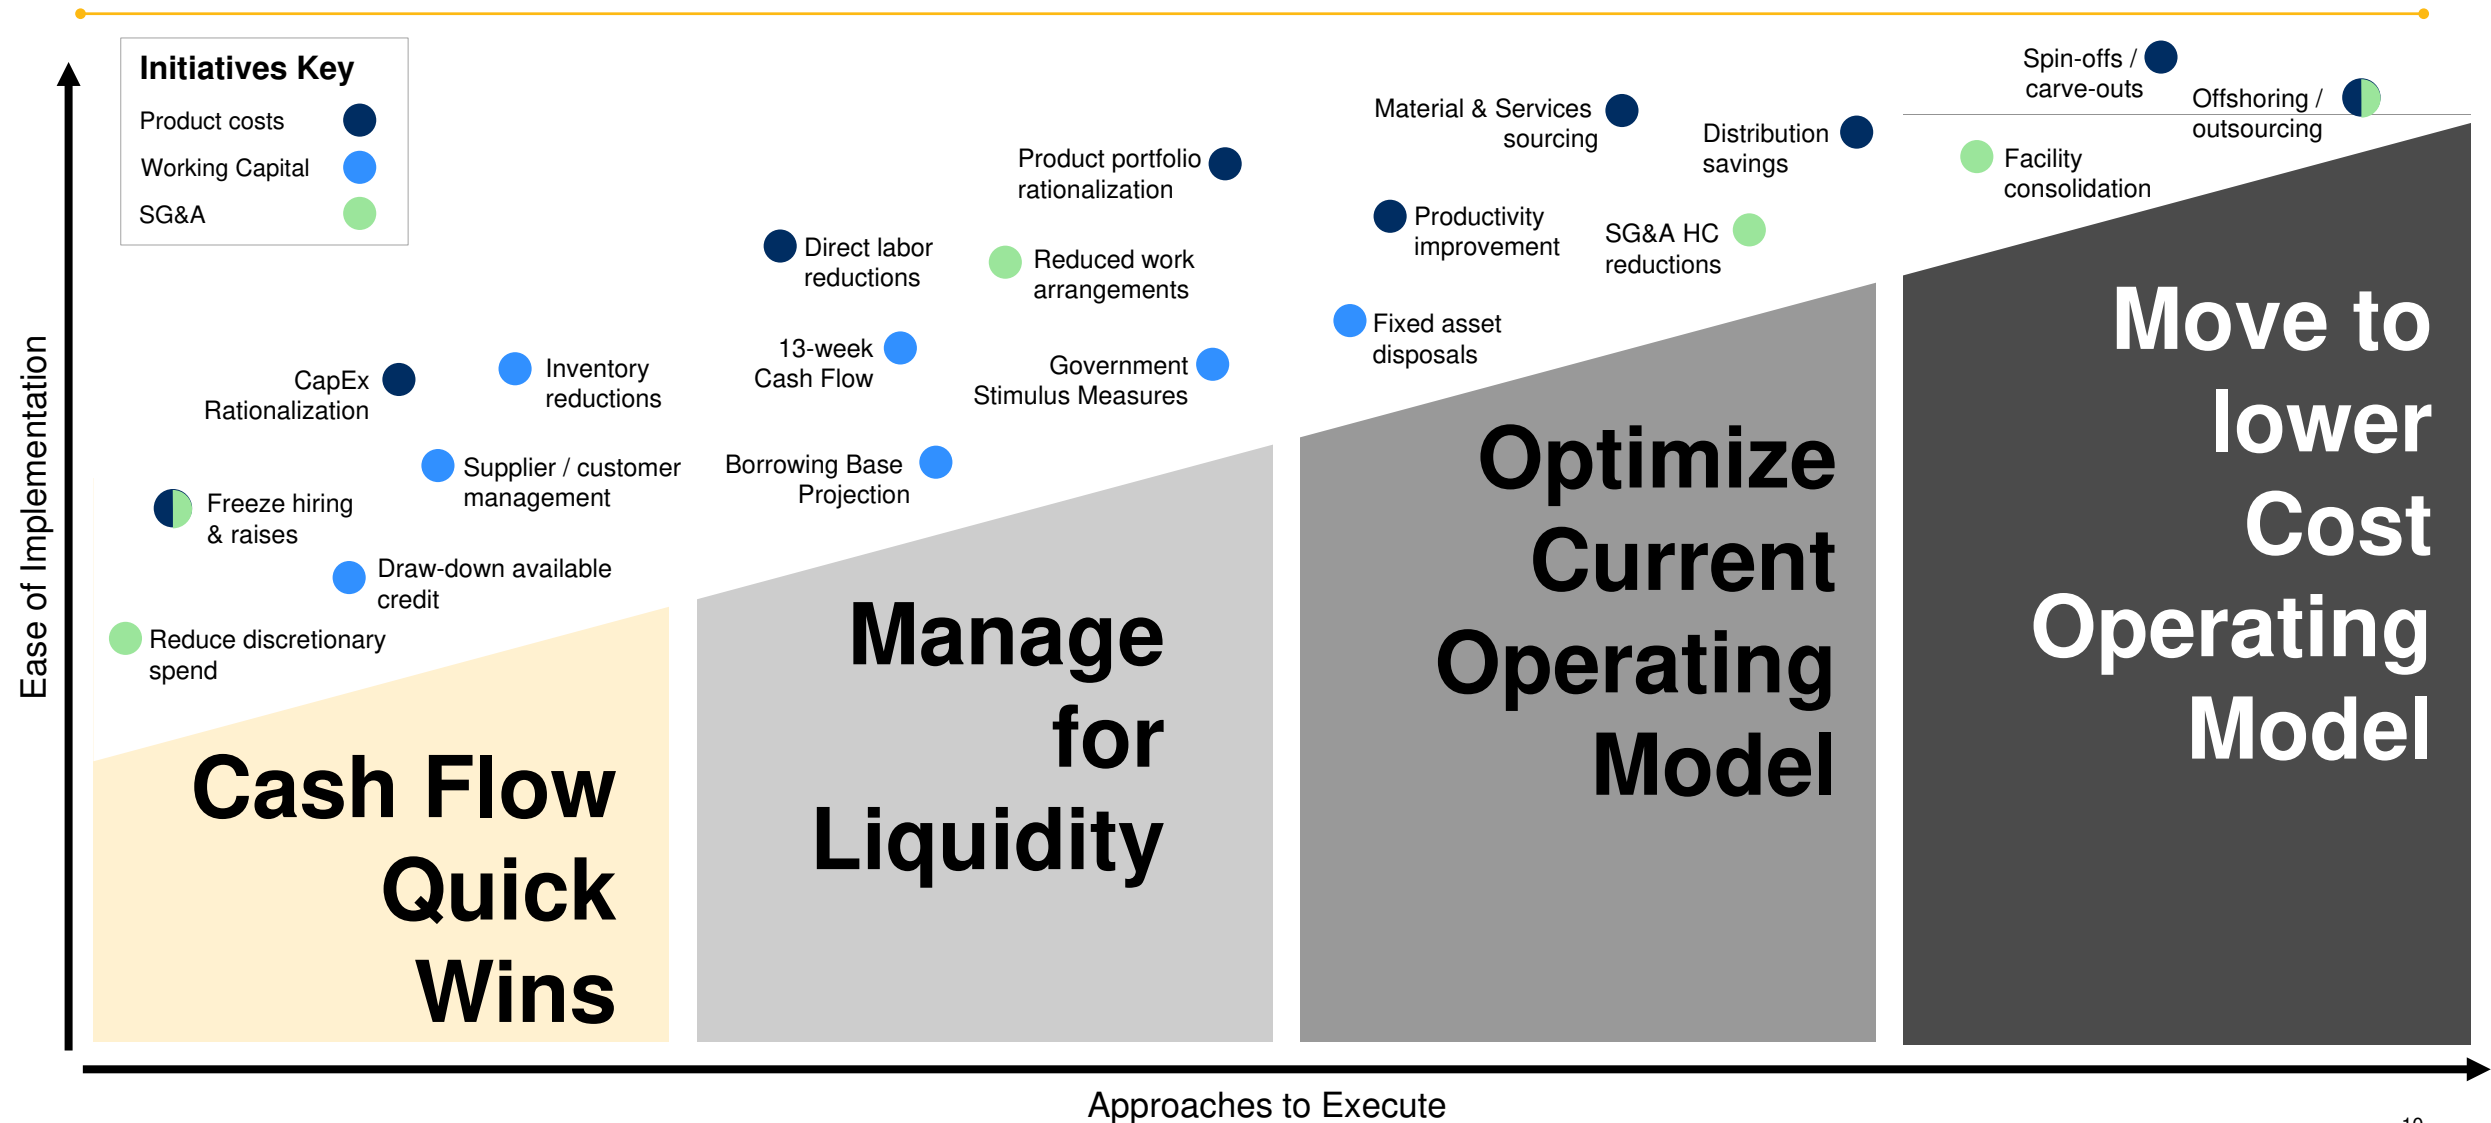 Initiatives Key
Product costs
Working Capital
SG&A
Ease of Implementation
Reduce discretionary
spend
Freeze hiring
& raises
Draw-down available
credit
CapEx
Rationalization
Supplier / customer
management
Inventory
reductions
Cash Flow
Quick
Wins
Direct labor
reductions
13-week
Cash Flow
Borrowing Base
Projection
Product portfolio
rationalization
Reduced work
arrangements
Government
Stimulus Measures
Manage
for
Liquidity
Material & Services
sourcing
Distribution
savings
Productivity
improvement
SG&A HC
reductions
Fixed asset
disposals
Optimize
Current
Operating
Model
Spin-offs /
carve-outs
Offshoring /
outsourcing
Facility
consolidation
Move to
lower
Cost
Operating
Model
Approaches to Execute